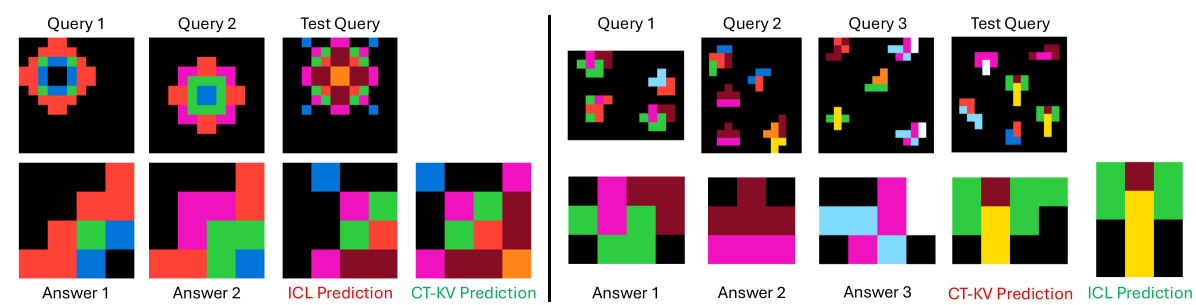 Query 1
Query 2
Test Query
Answer 1
Answer 2
ICL Prediction
CT-KV Prediction
Query 1
Query 2
Query 3
Test Query
Answer 1
Answer 2
Answer 3
CT-KV Prediction
ICL Prediction